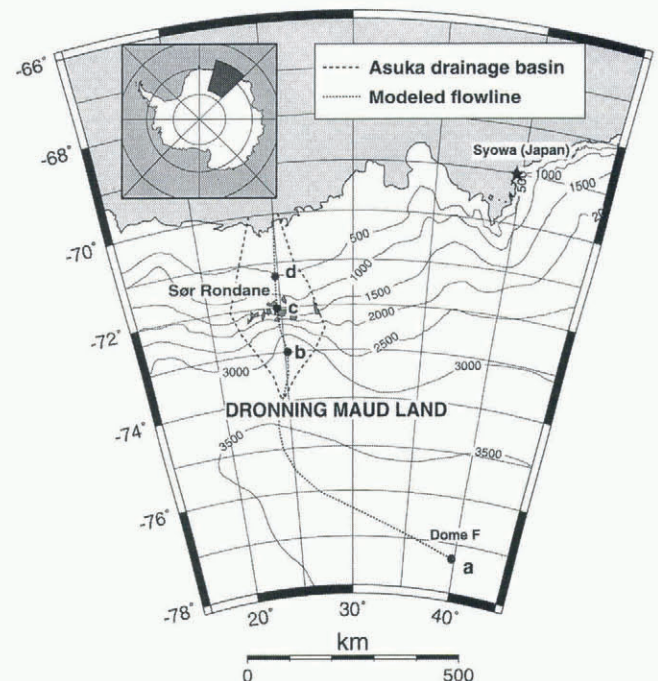 -66°
-68°
-70°
-72°
-74°
-76°
-78°
Asuka drainage basin
Modeled flowline
Syowa (Japan)
500
1000
1500
500
1000
1500
2000
2500
3000
3000
3500
3500
d
Sør Rondane
c
b
DRONNING MAUD LAND
Dome F
a
20°
30°
40°
km
0
500